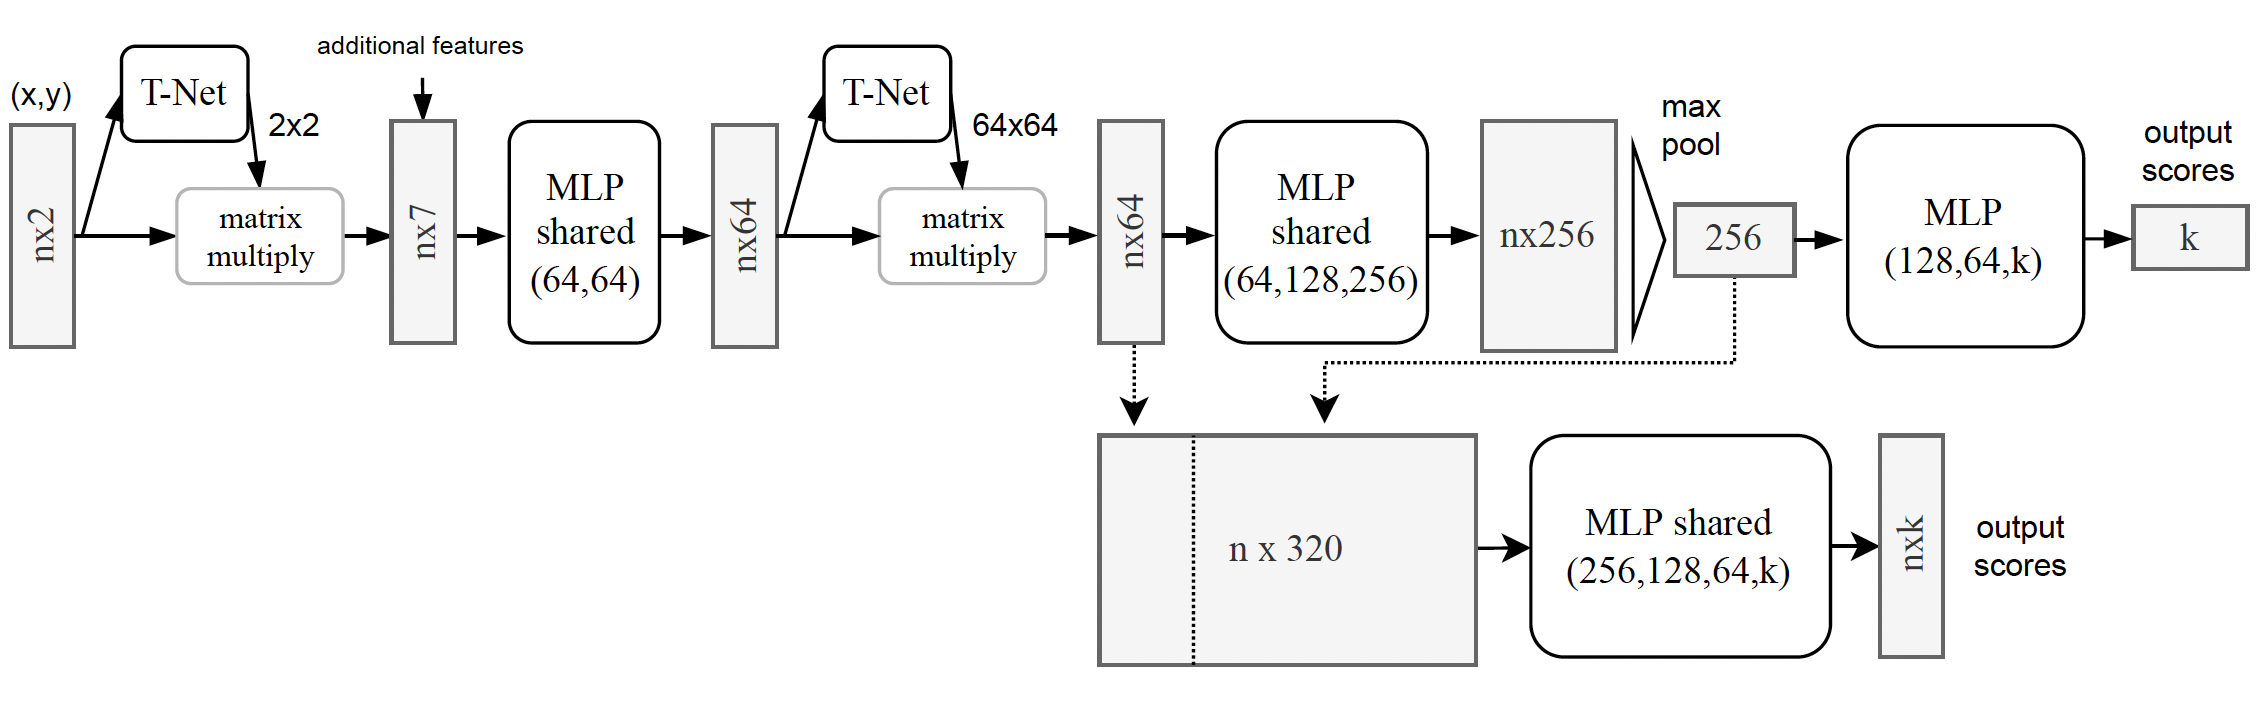 (x,y)
nx2
T-Net
2x2
matrix
multiply
additional features
nx7
MLP
shared
(64,64)
nx64
T-Net
64x64
matrix
multiply
nx64
MLP
shared
(64,128,256)
nx256
max
pool
256
MLP
(128,64,k)
output
scores
k
n x 320
MLP shared
(256,128,64,k)
nxk
output
scores